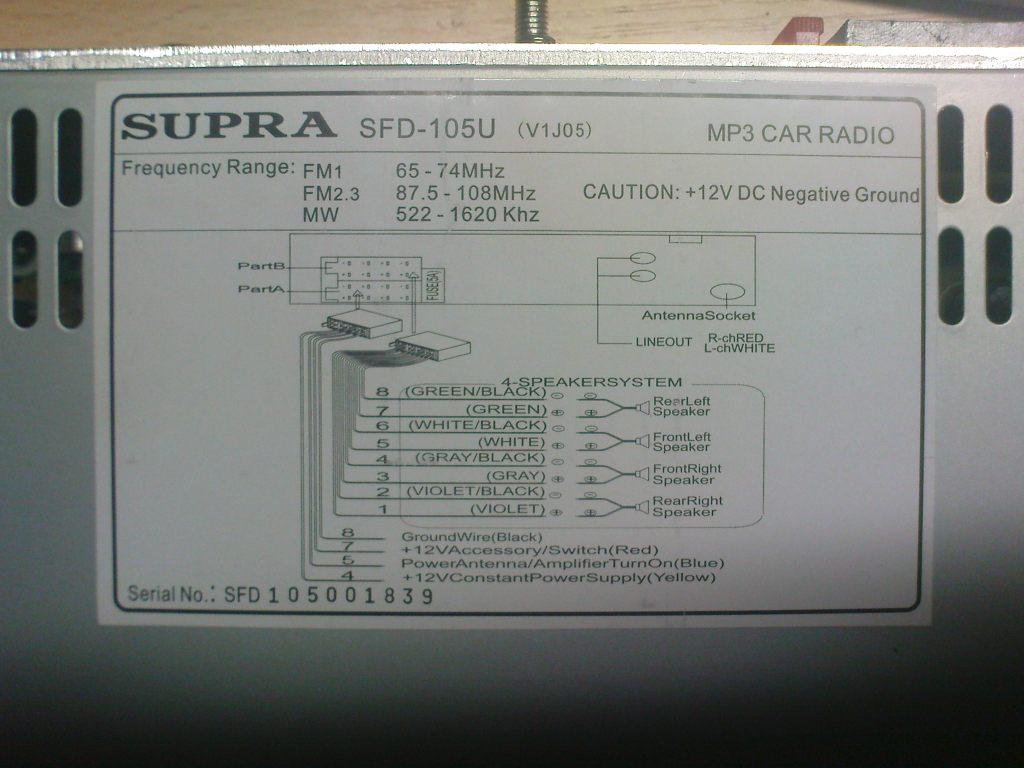 SUPRA SFD-105U (V1J05) MP3 CAR RADIO
Frequency Range: FM1 65 - 74MHz
FM2.3 87.5 - 108MHz CAUTION: +12V DC Negative Ground
MW 522 - 1620 Khz
PartB
PartA
FUSE(5A)
AntennaSocket
LINEOUT R-chRED
L-chWHITE
4-SPEAKERSYSTEM
8 (GREEN/BLACK) - -
7 (GREEN) + +
RearLeft
Speaker
6 (WHITE/BLACK) - -
5 (WHITE) + +
FrontLeft
Speaker
4 (GRAY/BLACK) - -
3 (GRAY) + +
FrontRight
Speaker
2 (VIOLET/BLACK) - -
1 (VIOLET) + +
RearRight
Speaker
8 GroundWire(Black)
7 +12VAccessory/Switch(Red)
5 PowerAntenna/AmplifierTurnOn(Blue)
4 +12VConstantPowerSupply(Yellow)
Serial No.: SFD 105001839